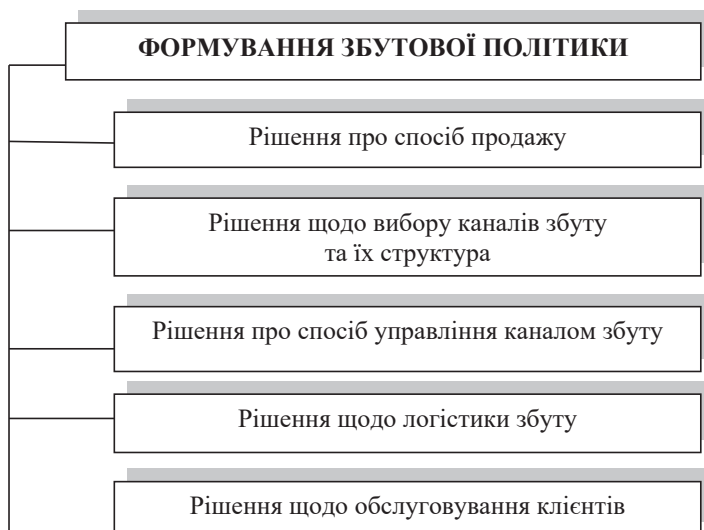 ФОРМУВАННЯ ЗБУТОВОЇ ПОЛІТИКИ
Рішення про спосіб продажу
Рішення щодо вибору каналів збуту
та їх структура
Рішення про спосіб управління каналом збуту
Рішення щодо логістики збуту
Рішення щодо обслуговування клієнтів